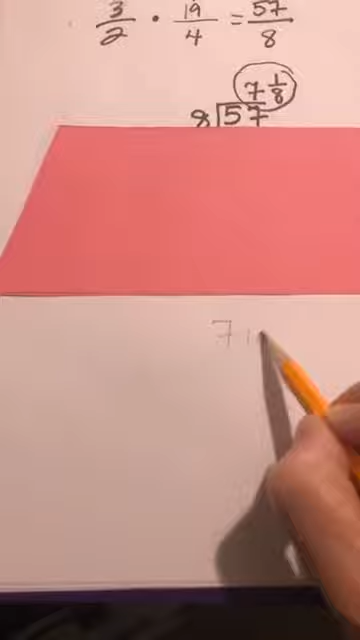 3/2 · 19/4 = 57/8
7 1/8
8 57
7